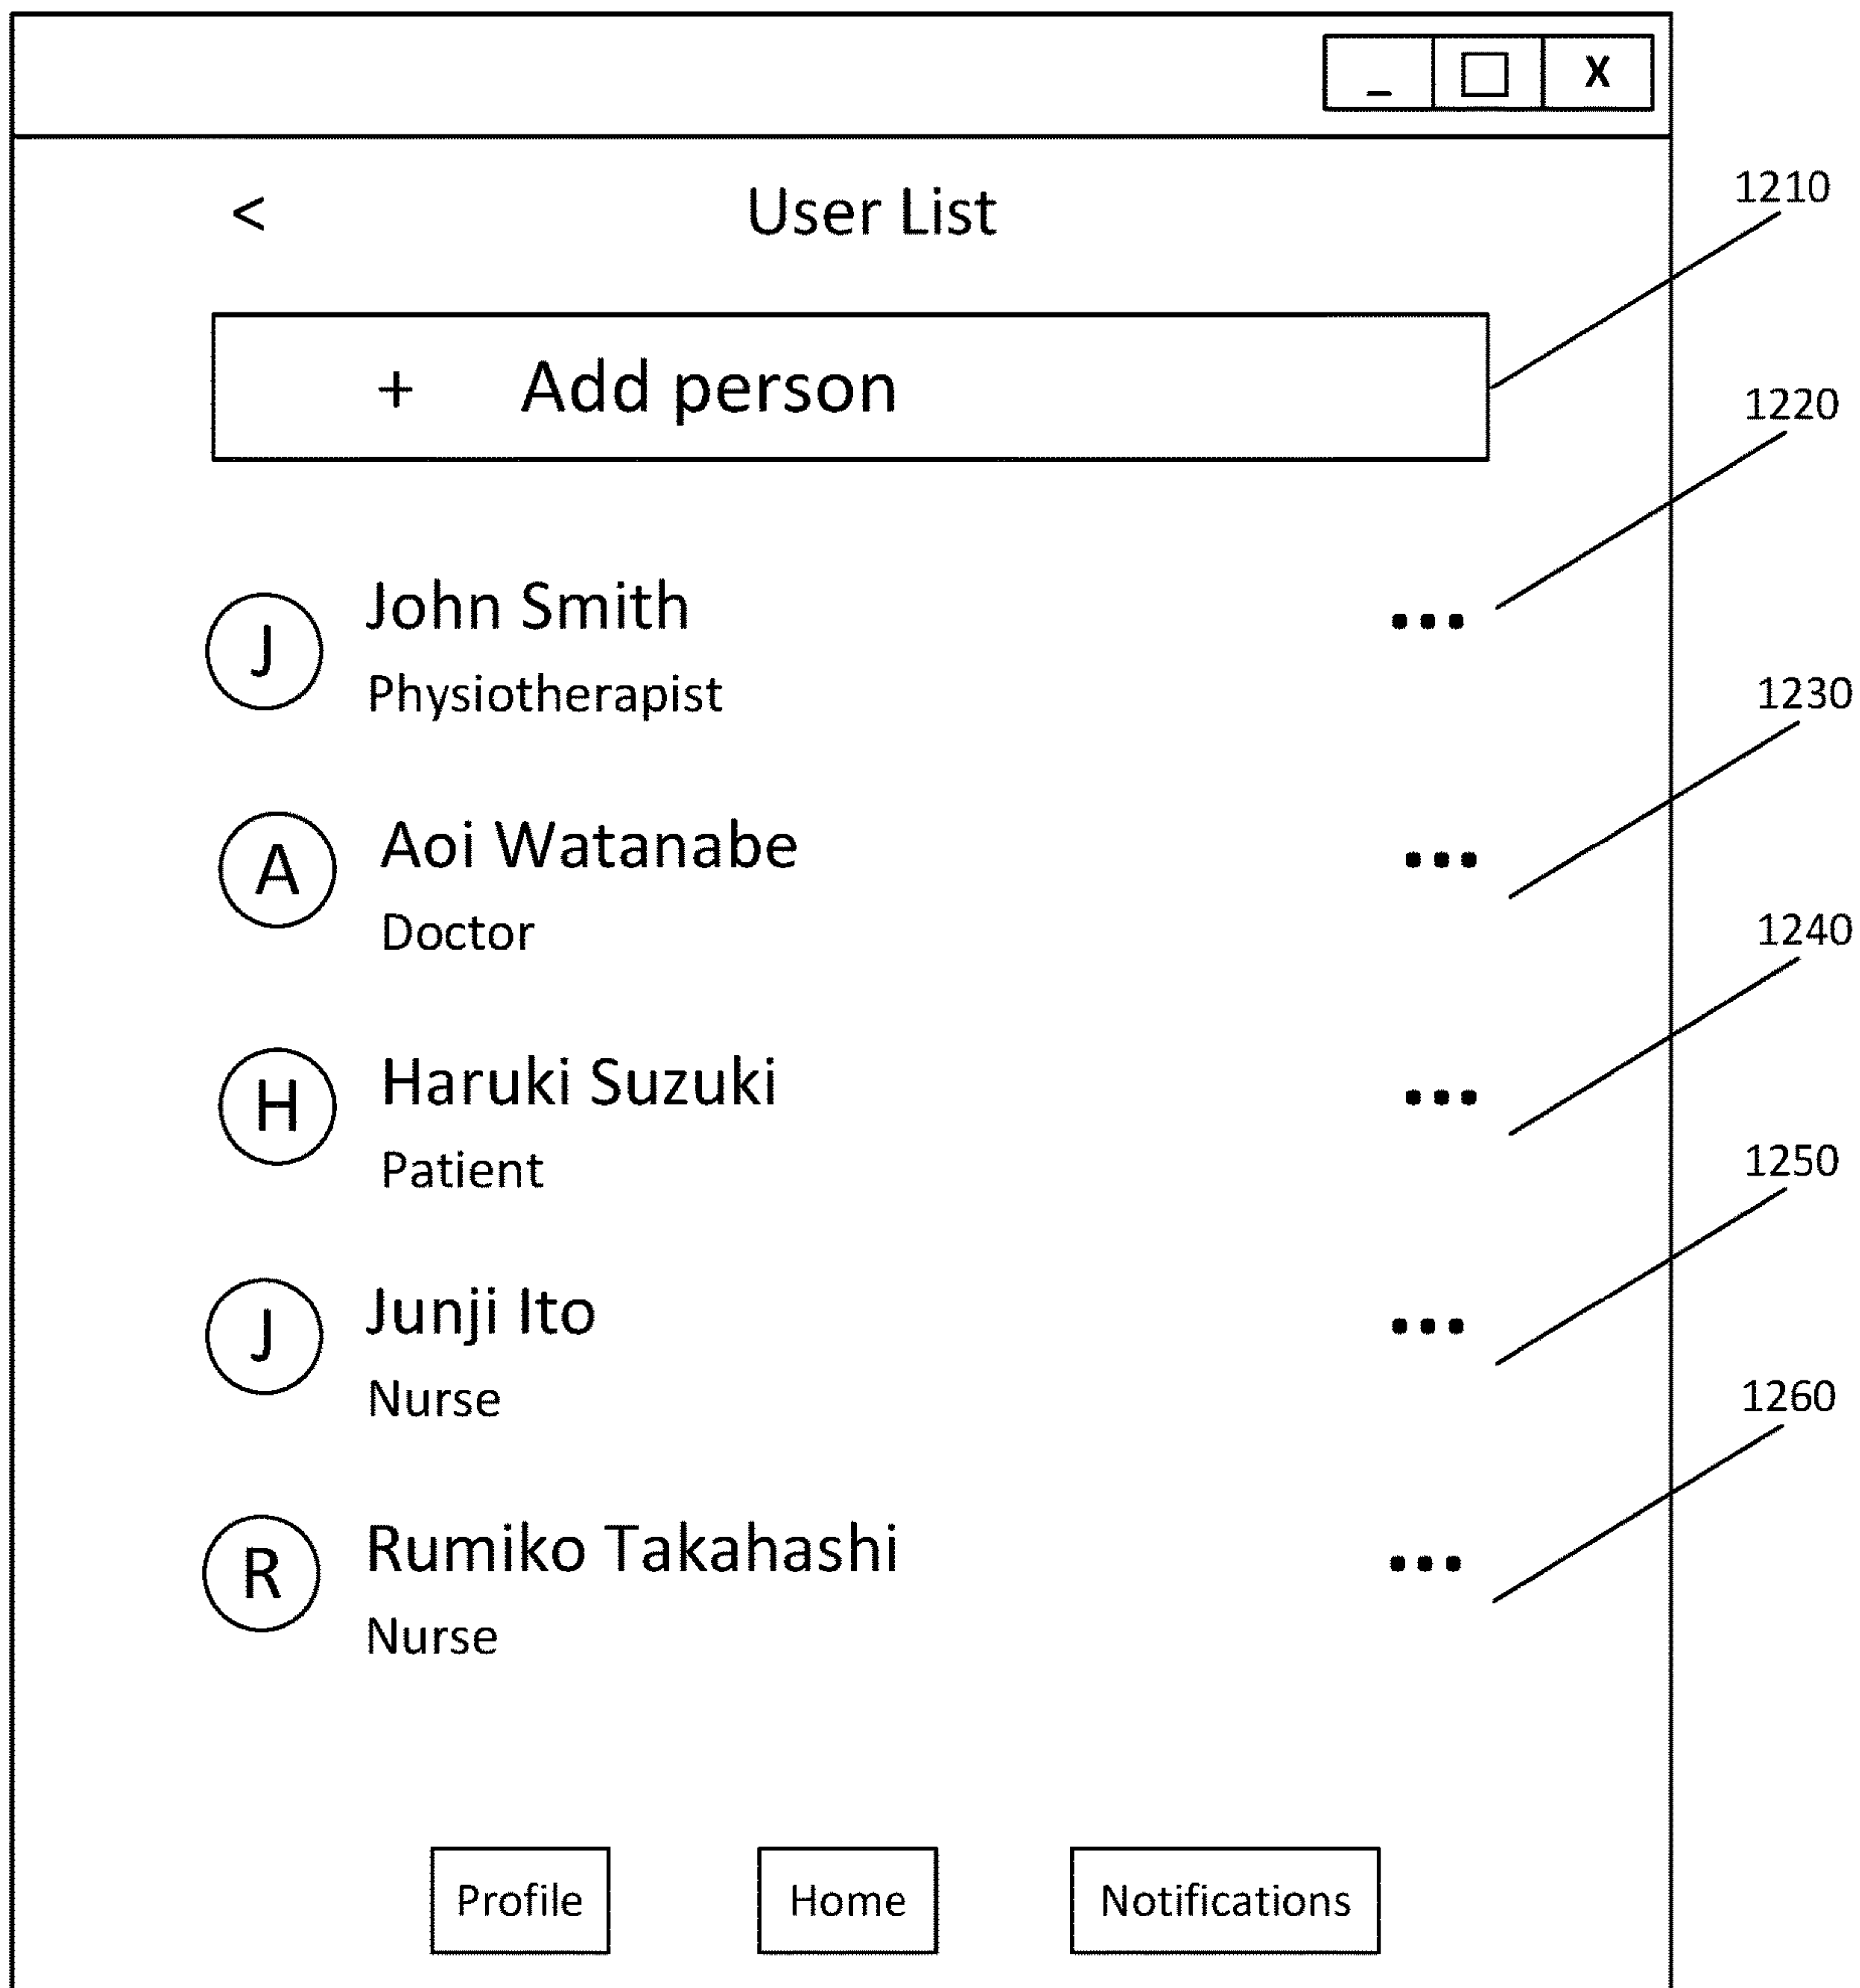 _ □ X
< User List
1210
+ Add person
1220
J John Smith ...
Physiotherapist
1230
A Aoi Watanabe ...
Doctor
1240
H Haruki Suzuki ...
Patient
1250
J Junji Ito ...
Nurse
1260
R Rumiko Takahashi ...
Nurse
Profile Home Notifications